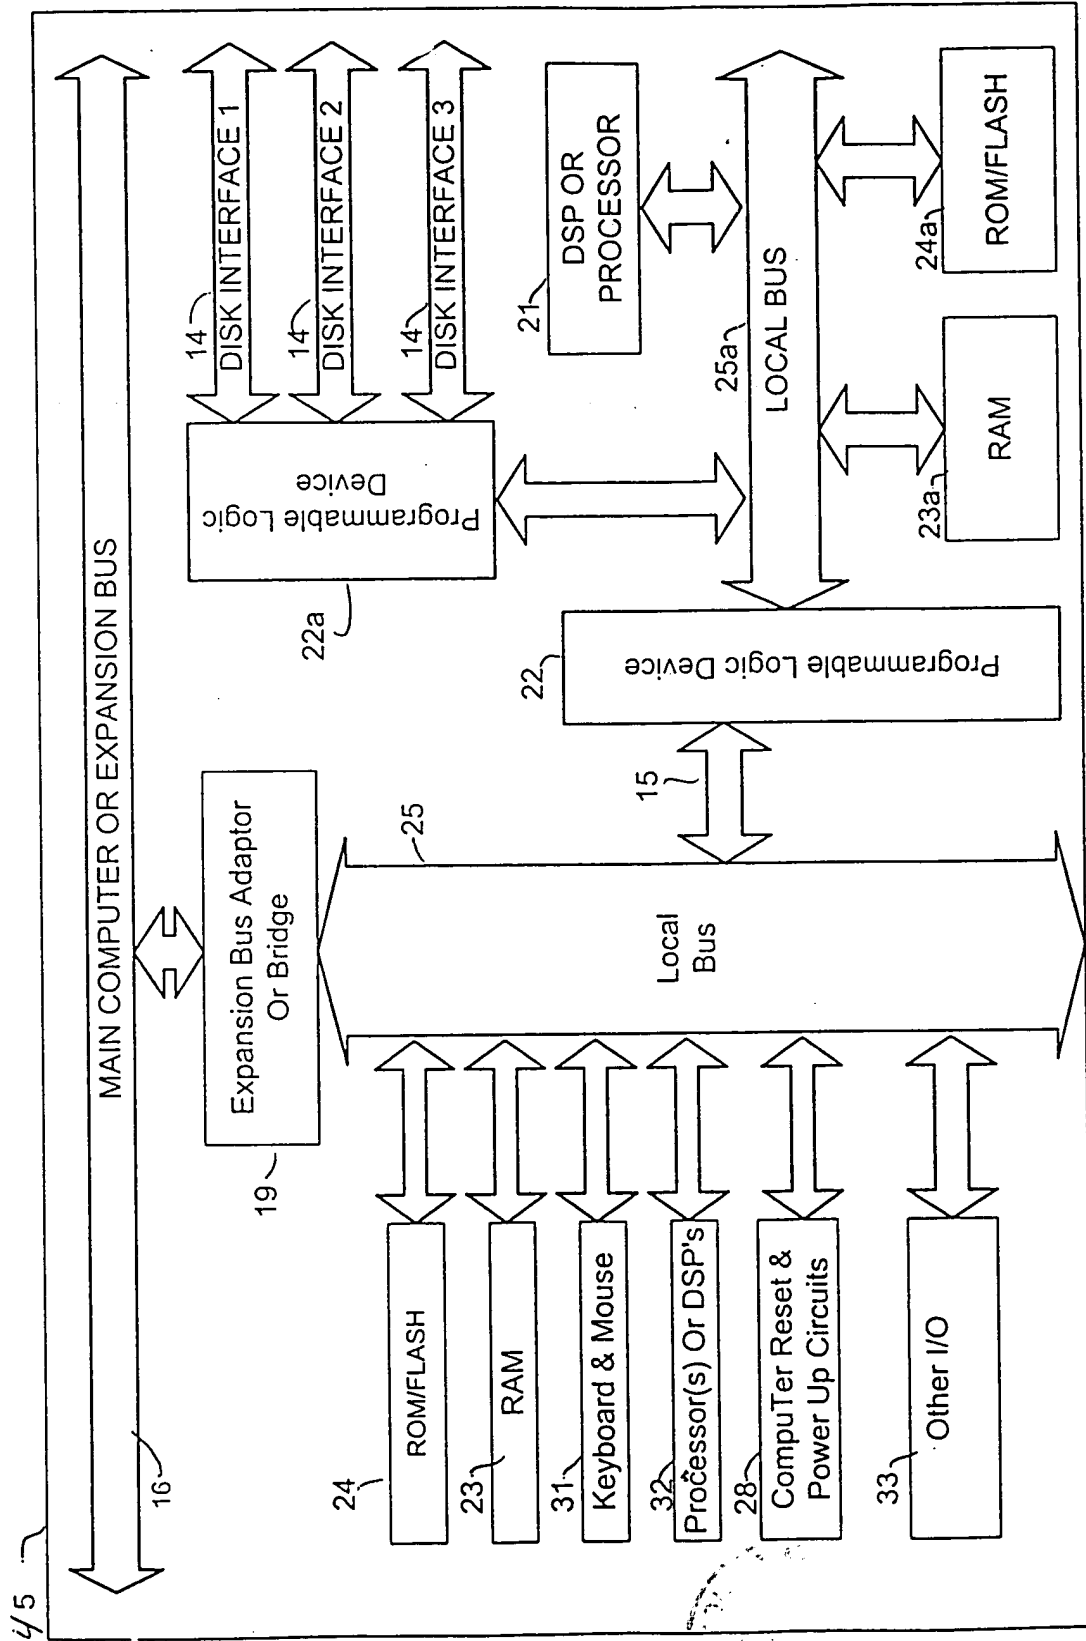 4/5
MAIN COMPUTER OR EXPANSION BUS
16
DISK INTERFACE 1
14
DISK INTERFACE 2
14
DISK INTERFACE 3
14
Programmable Logic
Device
22a
Expansion Bus Adaptor
Or Bridge
19
DSP OR
PROCESSOR
21
25a
LOCAL BUS
ROM/FLASH
24a
RAM
23a
Programmable Logic Device
22
15
25
Local
Bus
ROM/FLASH
24
RAM
23
Keyboard & Mouse
31
Processor(s) Or DSP's
32
CompuTer Reset &
Power Up Circuits
28
Other I/O
33